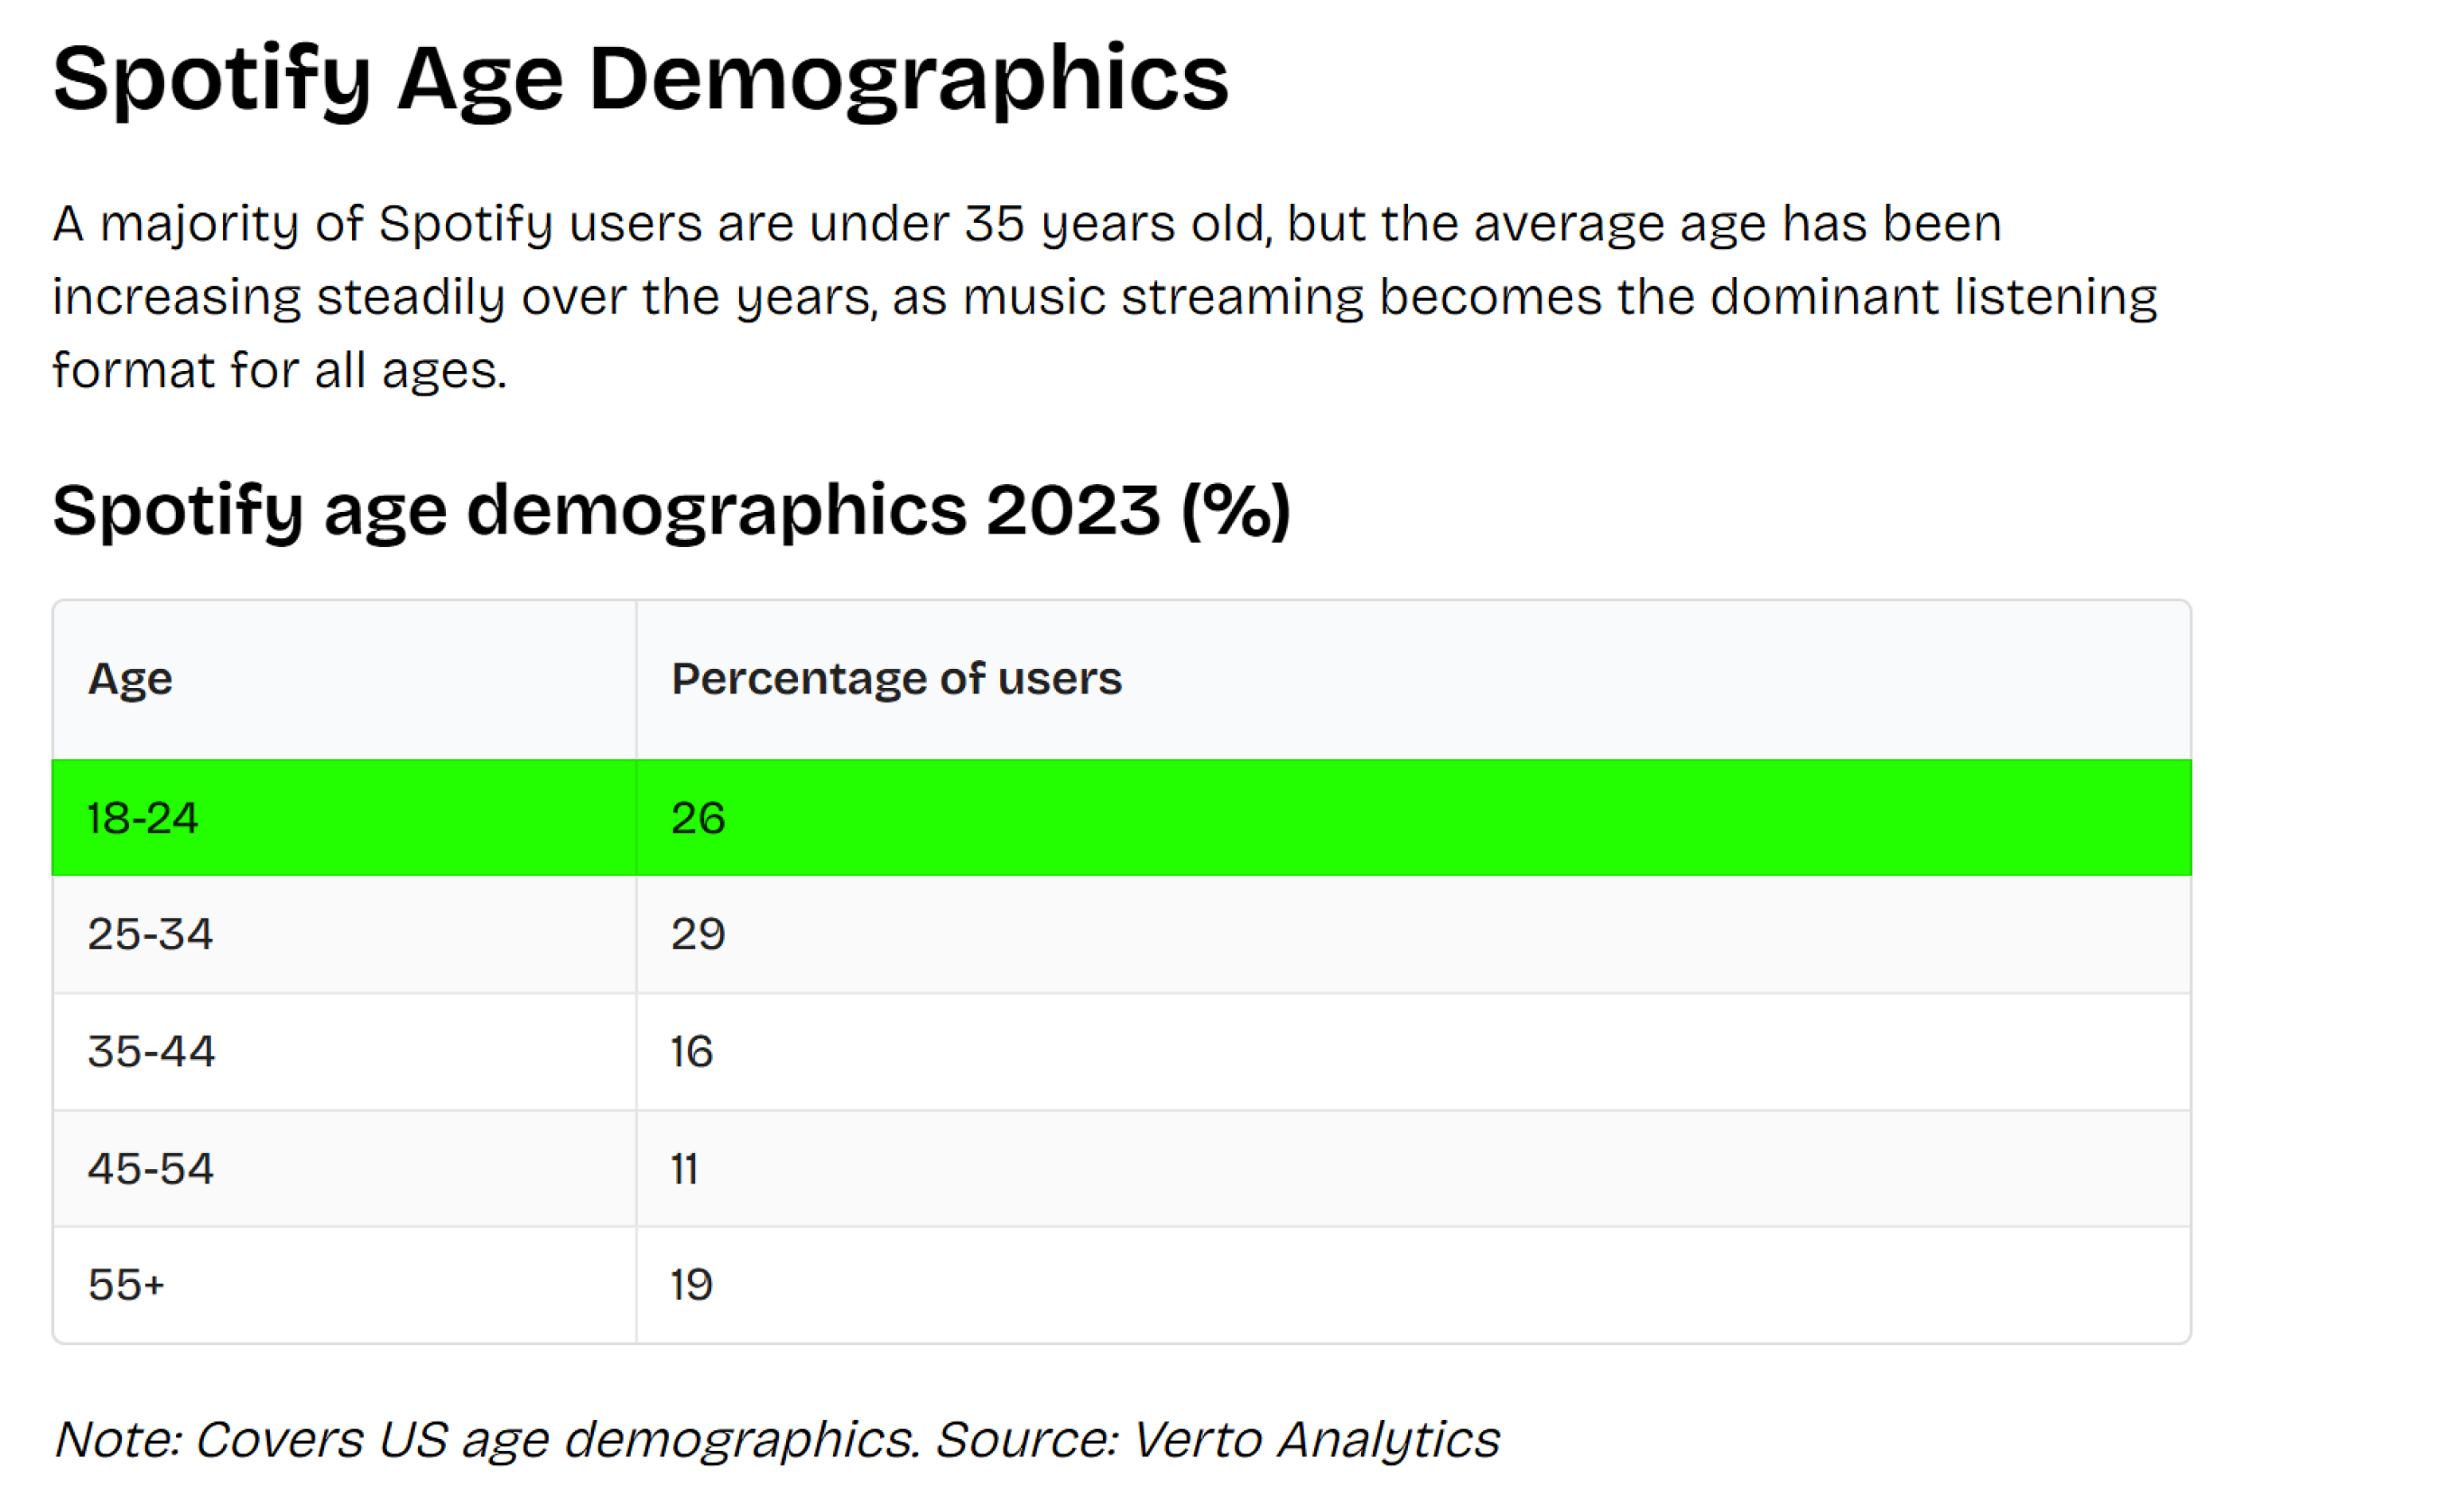 Spotify Age Demographics
A majority of Spotify users are under 35 years old, but the average age has been
increasing steadily over the years, as music streaming becomes the dominant listening
format for all ages.
Spotify age demographics 2023 (%)
Age Percentage of users
18-24 26
25-34 29
35-44 16
45-54 11
55+ 19
Note: Covers US age demographics. Source: Verto Analytics